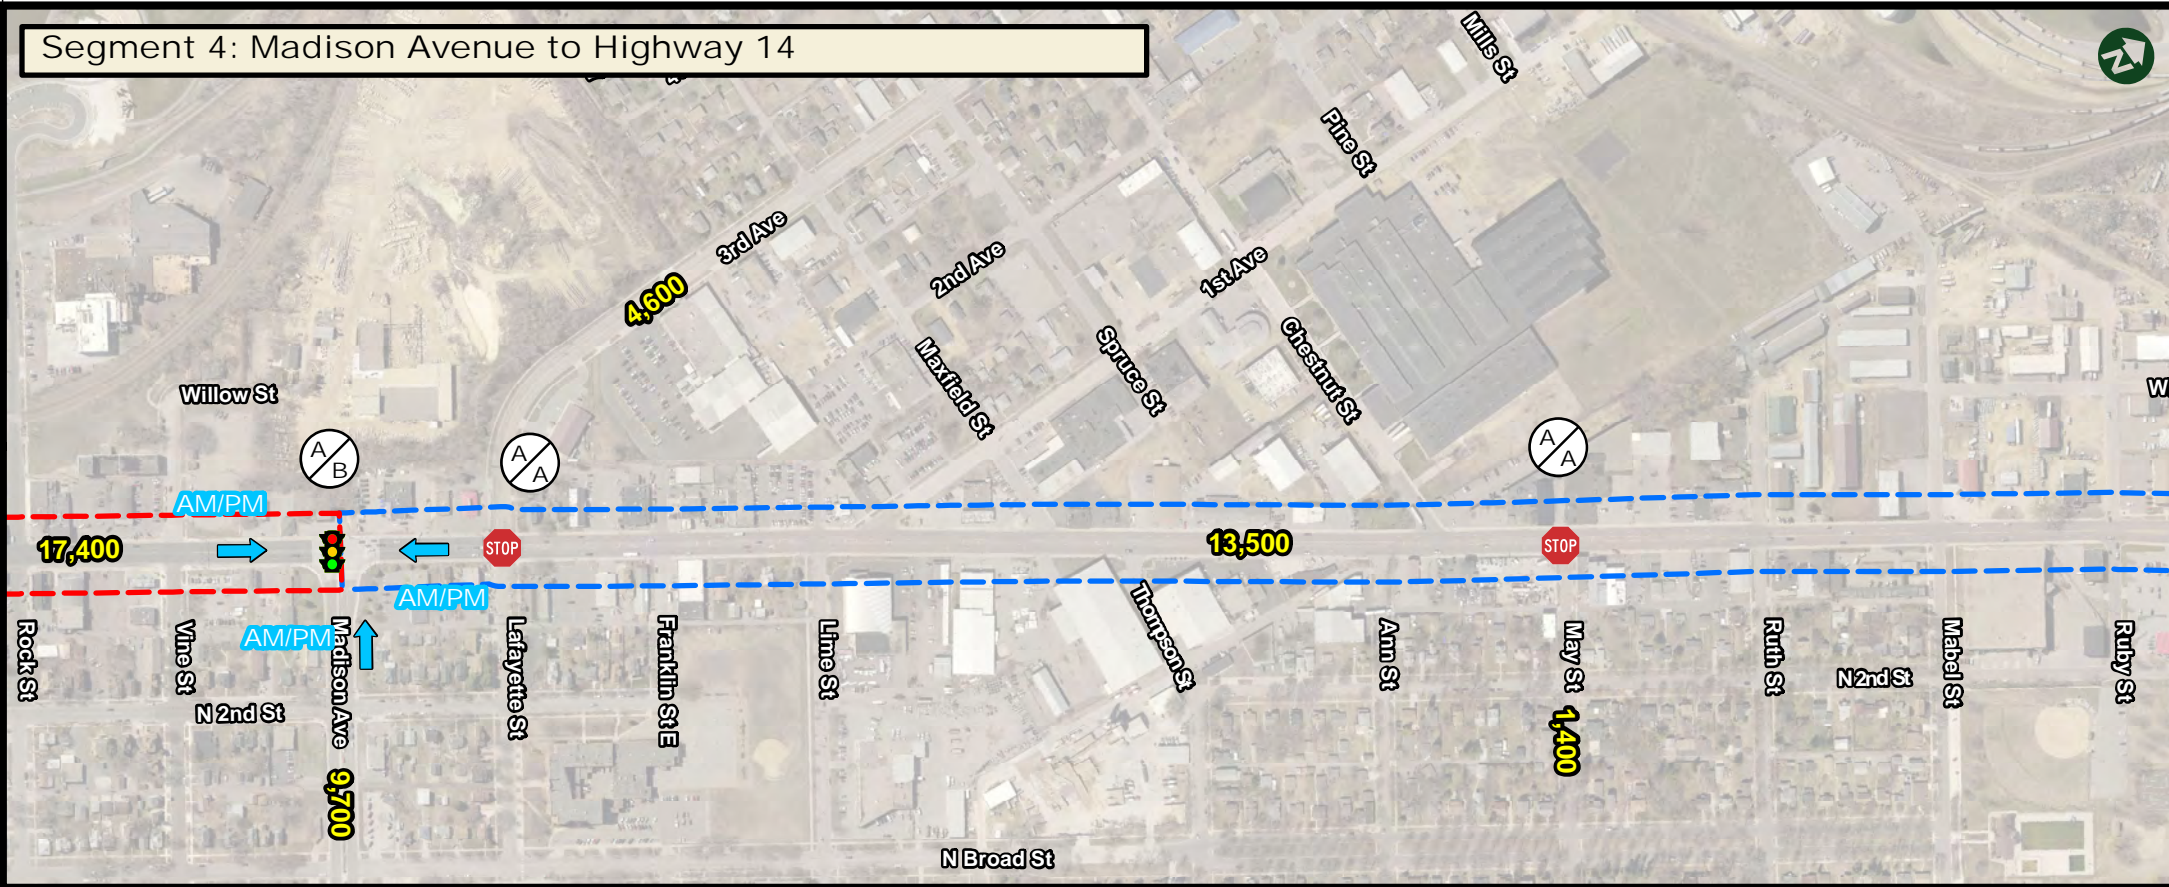 Segment 4: Madison Avenue to Highway 14
N
Mills St
Pine St
3rd Ave
2nd Ave
1st Ave
4,600
Maxfield St
Spruce St
Chestnut St
Willow St
A
B
A
A
A
A
AM/PM
17,400
STOP
13,500
STOP
AM/PM
AM/PM
Rock St
Vine St
Madison Ave
Lafayette St
Franklin St E
Lime St
Thompson St
Ann St
May St
Ruth St
N 2nd St
Mabel St
Ruby St
N 2nd St
9,700
1,400
N Broad St